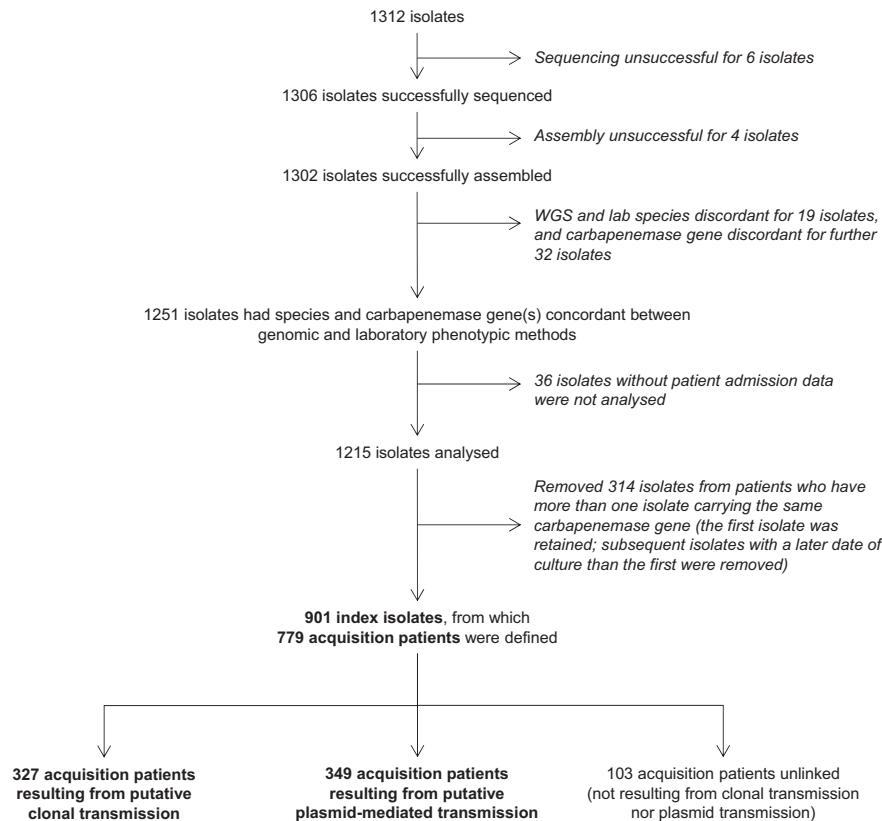 1312 isolates
Sequencing unsuccessful for 6 isolates
1306 isolates successfully sequenced
Assembly unsuccessful for 4 isolates
1302 isolates successfully assembled
WGS and lab species discordant for 19 isolates,
and carbapenemase gene discordant for further
32 isolates
1251 isolates had species and carbapenemase gene(s) concordant between
genomic and laboratory phenotypic methods
36 isolates without patient admission data
were not analysed
1215 isolates analysed
Removed 314 isolates from patients who have
more than one isolate carrying the same
carbapenemase gene (the first isolate was
retained; subsequent isolates with a later date of
culture than the first were removed)
901 index isolates, from which
779 acquisition patients were defined
327 acquisition patients
resulting from putative
clonal transmission
349 acquisition patients
resulting from putative
plasmid-mediated transmission
103 acquisition patients unlinked
(not resulting from clonal transmission
nor plasmid transmission)